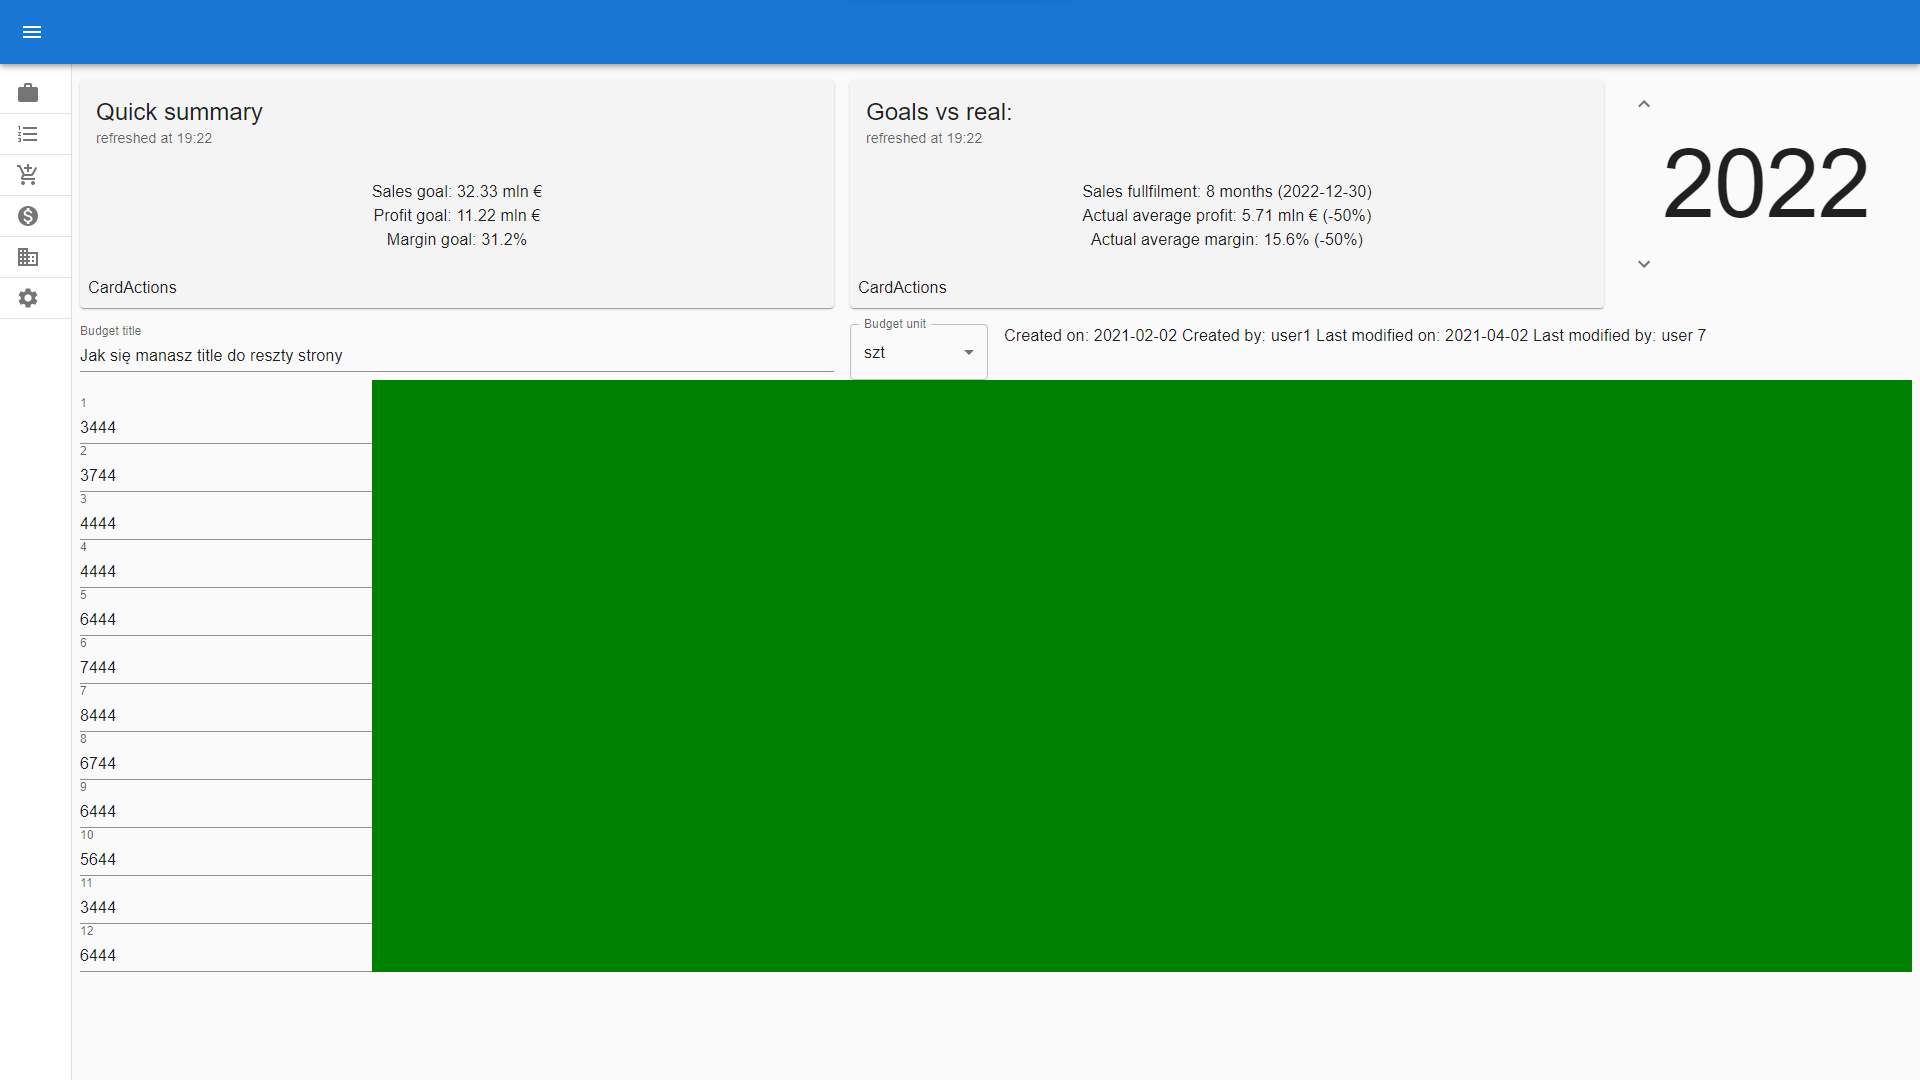 Quick summary
refreshed at 19:22
Sales goal: 32.33 mln €
Profit goal: 11.22 mln €
Margin goal: 31.2%
CardActions
Goals vs real:
refreshed at 19:22
Sales fullfilment: 8 months (2022-12-30)
Actual average profit: 5.71 mln € (-50%)
Actual average margin: 15.6% (-50%)
CardActions
2022
Budget title
Jak się manasz title do reszty strony
Budget unit
szt
Created on: 2021-02-02 Created by: user1 Last modified on: 2021-04-02 Last modified by: user 7
1
3444
2
3744
3
4444
4
4444
5
6444
6
7444
7
8444
8
6744
9
6444
10
5644
11
3444
12
6444